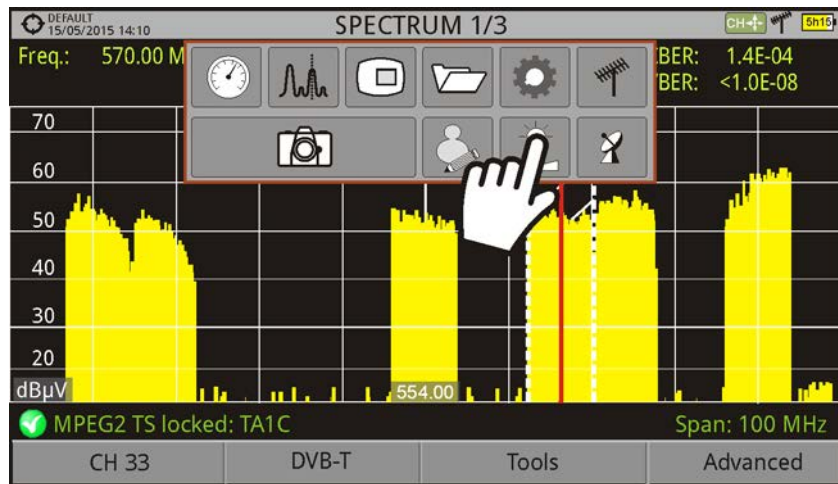 DEFAULT
15/05/2015 14:10
SPECTRUM 1/3
CH
5h15
Freq.: 570.00 M
BER: 1.4E-04
BER: <1.0E-08
70
60
50
40
30
20
dBµV
554.00
MPEG2 TS locked: TA1C
Span: 100 MHz
CH 33
DVB-T
Tools
Advanced